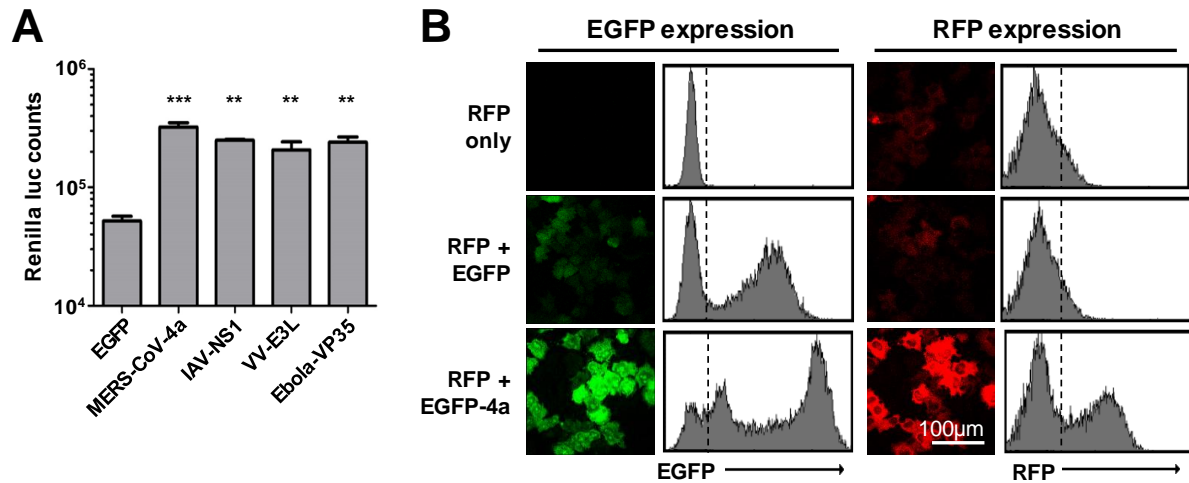 A
Renilla luc counts
10⁶
10⁵
10⁴
***
**
**
**
EGFP
MERS-CoV-4a
IAV-NS1
VV-E3L
Ebola-VP35
B
EGFP expression
RFP expression
RFP
only
RFP +
EGFP
RFP +
EGFP-4a
100µm
EGFP
RFP